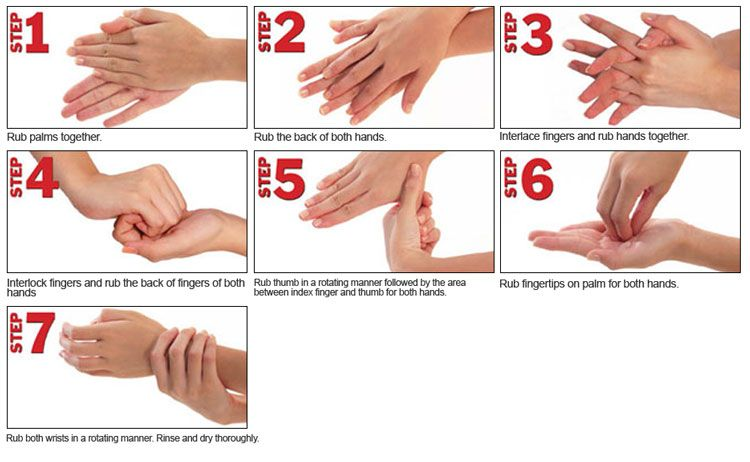 STEP 1
Rub palms together.
STEP 2
Rub the back of both hands.
STEP 3
Interlace fingers and rub hands together.
STEP 4
Interlock fingers and rub the back of fingers of both
hands
STEP 5
Rub thumb in a rotating manner followed by the area
between index finger and thumb for both hands.
STEP 6
Rub fingertips on palm for both hands.
STEP 7
Rub both wrists in a rotating manner. Rinse and dry thoroughly.